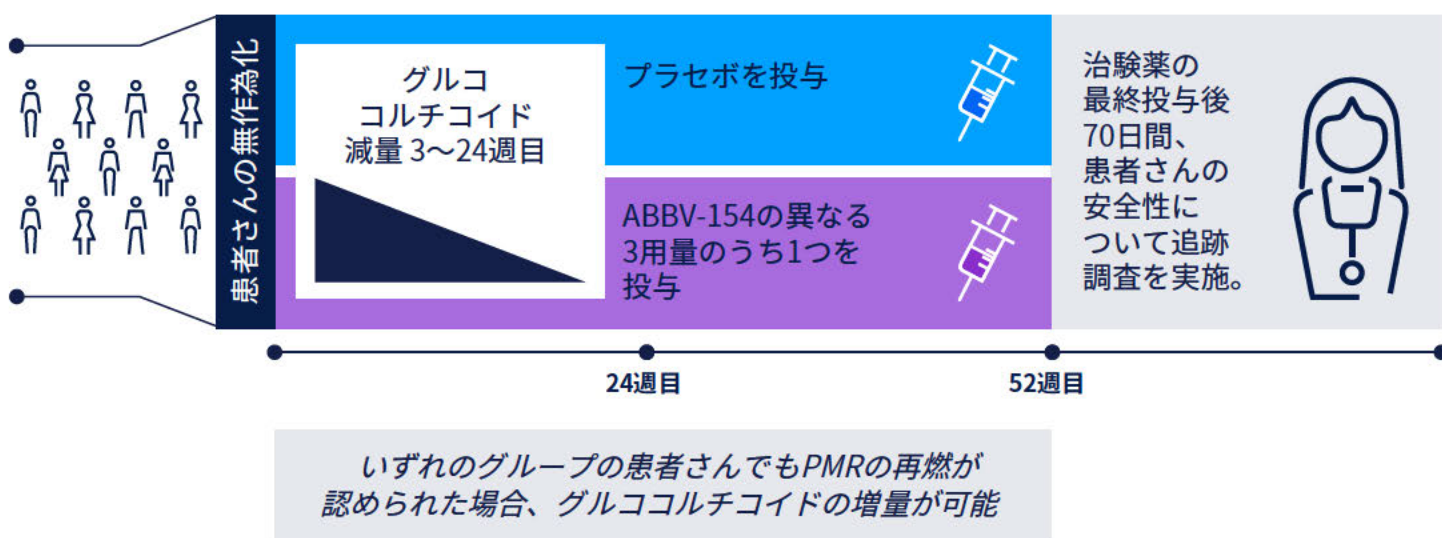 患者さんの無作為化
グルコ
コルチコイド
減量 3～24週目
プラセボを投与
ABBV-154の異なる
3用量のうち1つを
投与
治験薬の
最終投与後
70日間、
患者さんの
安全性に
ついて追跡
調査を実施。
24週目
52週目
いずれのグループの患者さんでもPMRの再燃が
認められた場合、グルココルチコイドの増量が可能